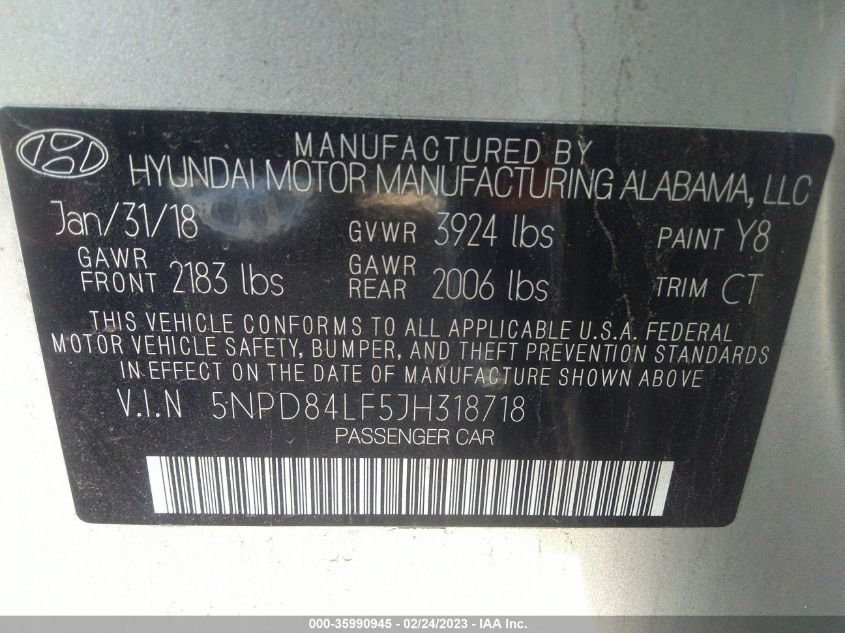 MANUFACTURED BY
HYUNDAI MOTOR MANUFACTURING ALABAMA, LLC
Jan/31/18 GVWR 3924 lbs PAINT Y8
GAWR FRONT 2183 lbs GAWR REAR 2006 lbs TRIM CT
THIS VEHICLE CONFORMS TO ALL APPLICABLE U.S.A. FEDERAL
MOTOR VEHICLE SAFETY, BUMPER, AND THEFT PREVENTION STANDARDS
IN EFFECT ON THE DATE OF MANUFACTURE SHOWN ABOVE
V.I.N 5NPD84LF5JH318718
PASSENGER CAR
000-35990945 - 02/24/2023 - IAA Inc.